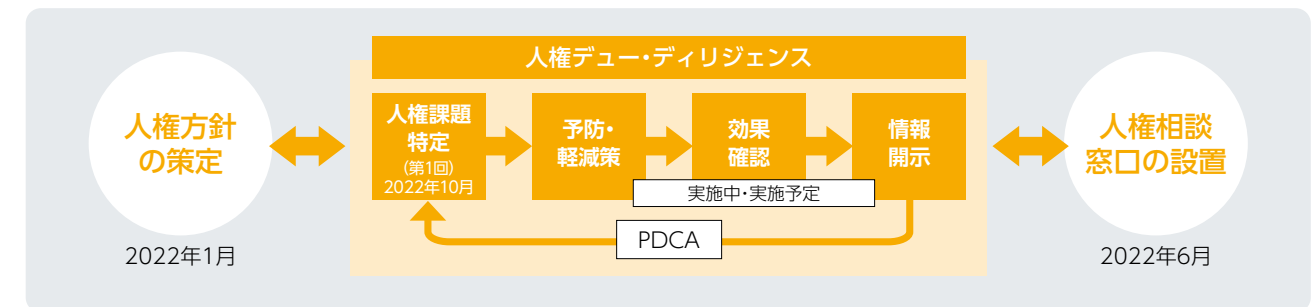 人権デュー・ディリジェンス
人権方針
の策定
2022年1月
人権課題
特定
(第1回)
2022年10月
予防・
軽減策
効果
確認
情報
開示
実施中・実施予定
PDCA
人権相談
窓口の設置
2022年6月